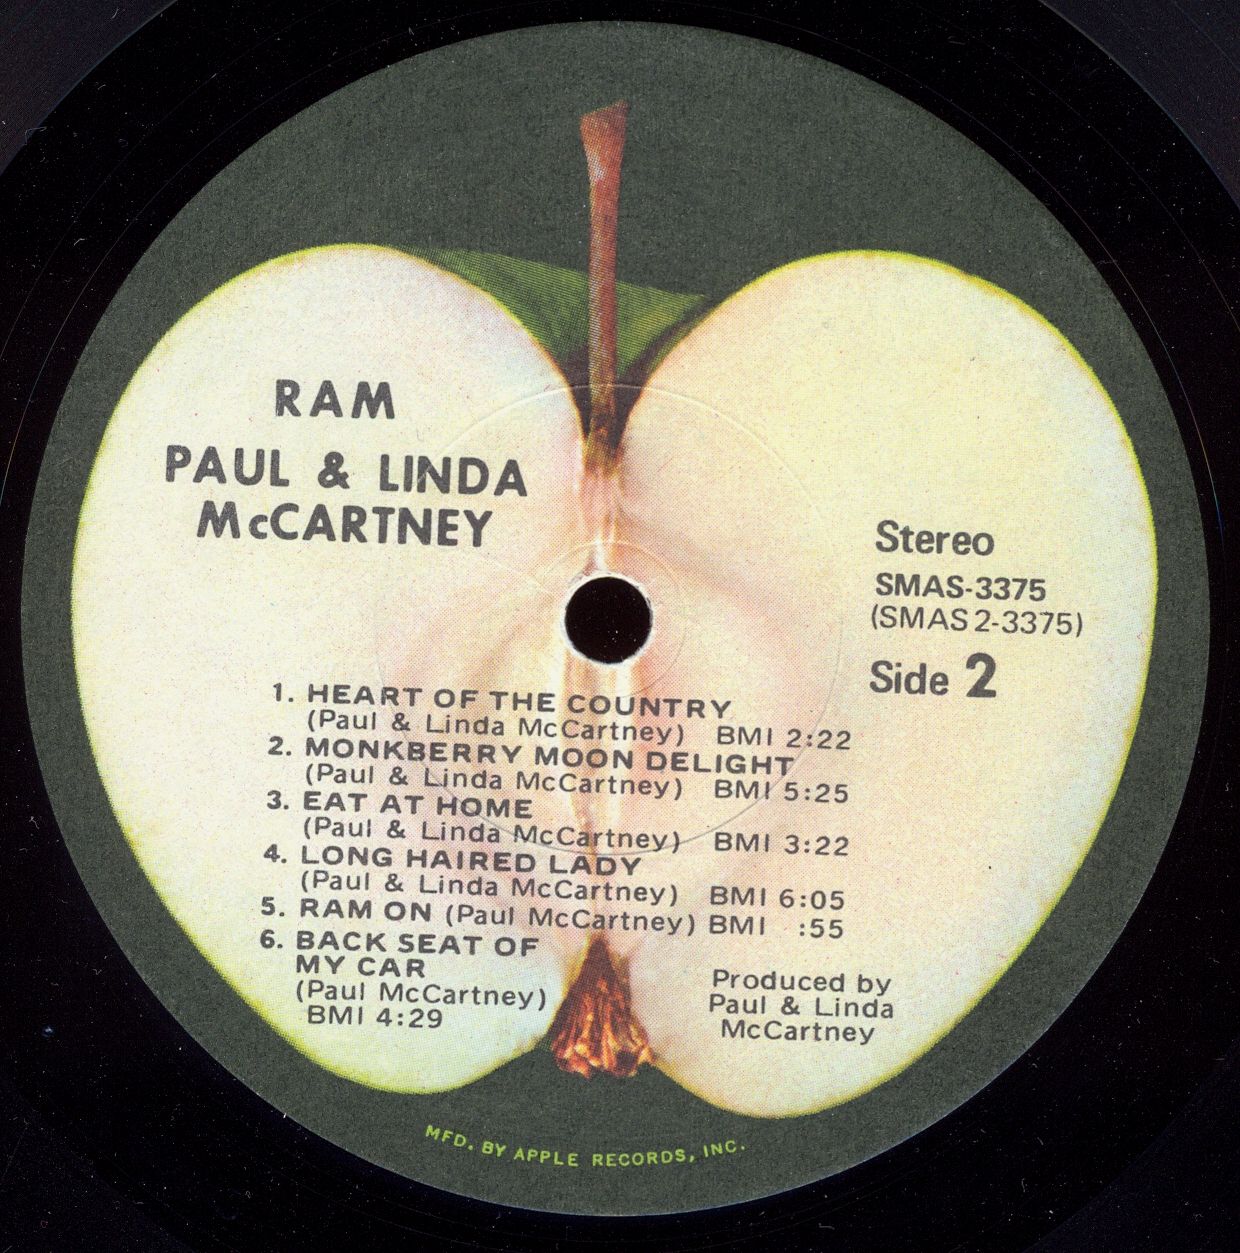 RAM
PAUL & LINDA
McCARTNEY
Stereo
SMAS-3375
(SMAS 2-3375)
Side 2
1. HEART OF THE COUNTRY
(Paul & Linda McCartney) BMI 2:22
2. MONKBERRY MOON DELIGHT
(Paul & Linda McCartney) BMI 5:25
3. EAT AT HOME
(Paul & Linda McCartney) BMI 3:22
4. LONG HAIRED LADY
(Paul & Linda McCartney) BMI 6:05
5. RAM ON (Paul McCartney) BMI :55
6. BACK SEAT OF
MY CAR
(Paul McCartney)
BMI 4:29
Produced by
Paul & Linda
McCartney
MFD. BY APPLE RECORDS, INC.